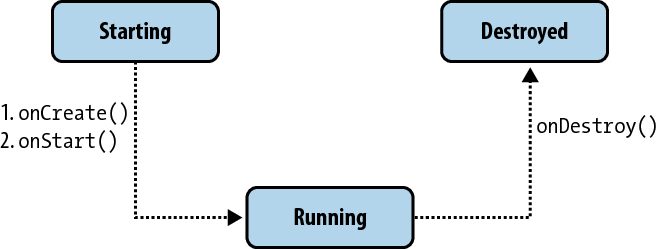 Starting
Destroyed
1. onCreate()
2. onStart()
onDestroy()
Running